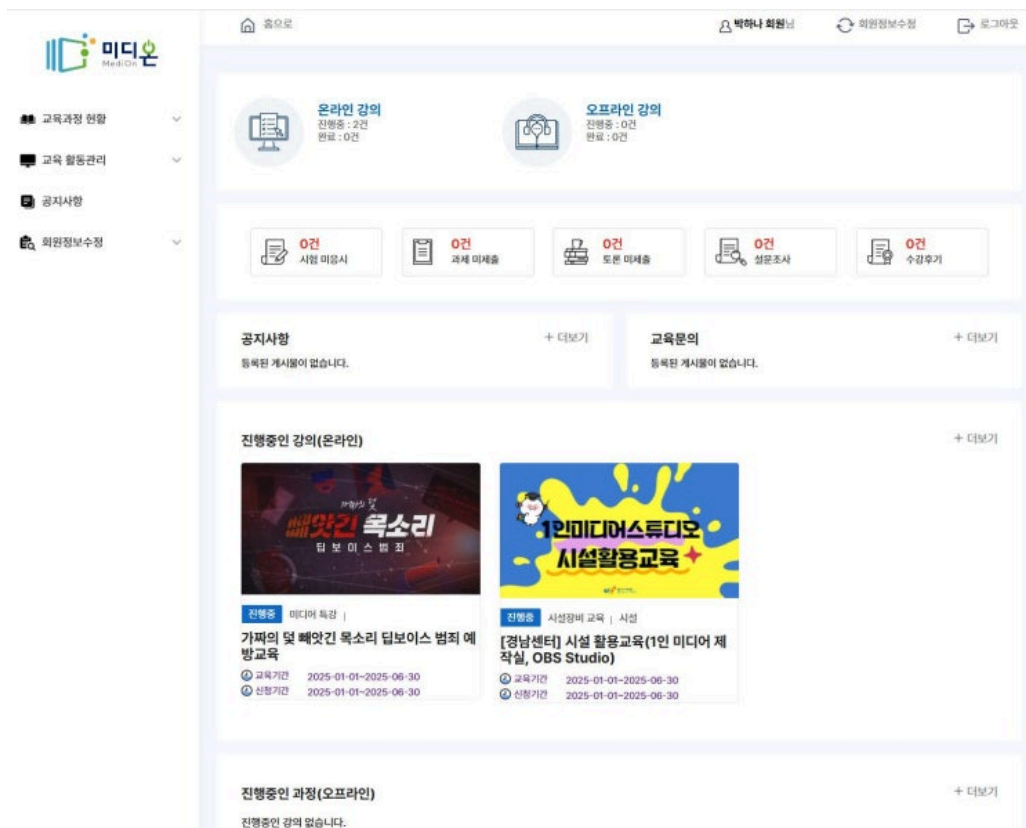 홈으로
박하나 회원님
회원정보수정
로그아웃
미디온
MediOn
교육과정 현황
교육 활동관리
공지사항
회원정보수정
온라인 강의
진행중 : 2건
완료 : 0건
오프라인 강의
진행중 : 0건
완료 : 0건
0건
시험 미응시
0건
과제 미제출
0건
토론 미제출
0건
설문조사
0건
수강후기
공지사항
+ 더보기
등록된 게시물이 없습니다.
교육문의
+ 더보기
등록된 게시물이 없습니다.
진행중인 강의(온라인)
+ 더보기
가짜의 덫
빼앗긴 목소리
딥보이스범죄
진행중 미디어 특강 |
가짜의 덫 빼앗긴 목소리 딥보이스 범죄 예
방교육
교육기간 2025-01-01~2025-06-30
신청기간 2025-01-01~2025-06-30
1인미디어스튜디오
시설활용교육
진행중 시설장비 교육 | 시설
[경남센터] 시설 활용교육(1인 미디어 제
작실, OBS Studio)
교육기간 2025-01-01~2025-06-30
신청기간 2025-01-01~2025-06-30
진행중인 과정(오프라인)
+ 더보기
진행중인 강의 없습니다.